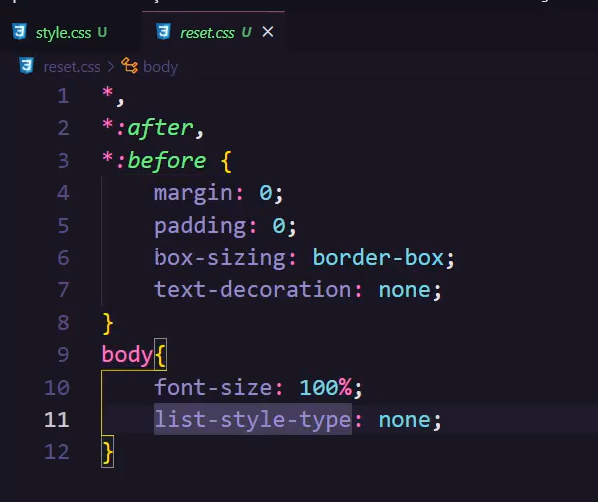 style.css U reset.css U ×
reset.css > body
1 *,
2 *:after,
3 *:before {
4 margin: 0;
5 padding: 0;
6 box-sizing: border-box;
7 text-decoration: none;
8 }
9 body{
10 font-size: 100%;
11 list-style-type: none;
12 }